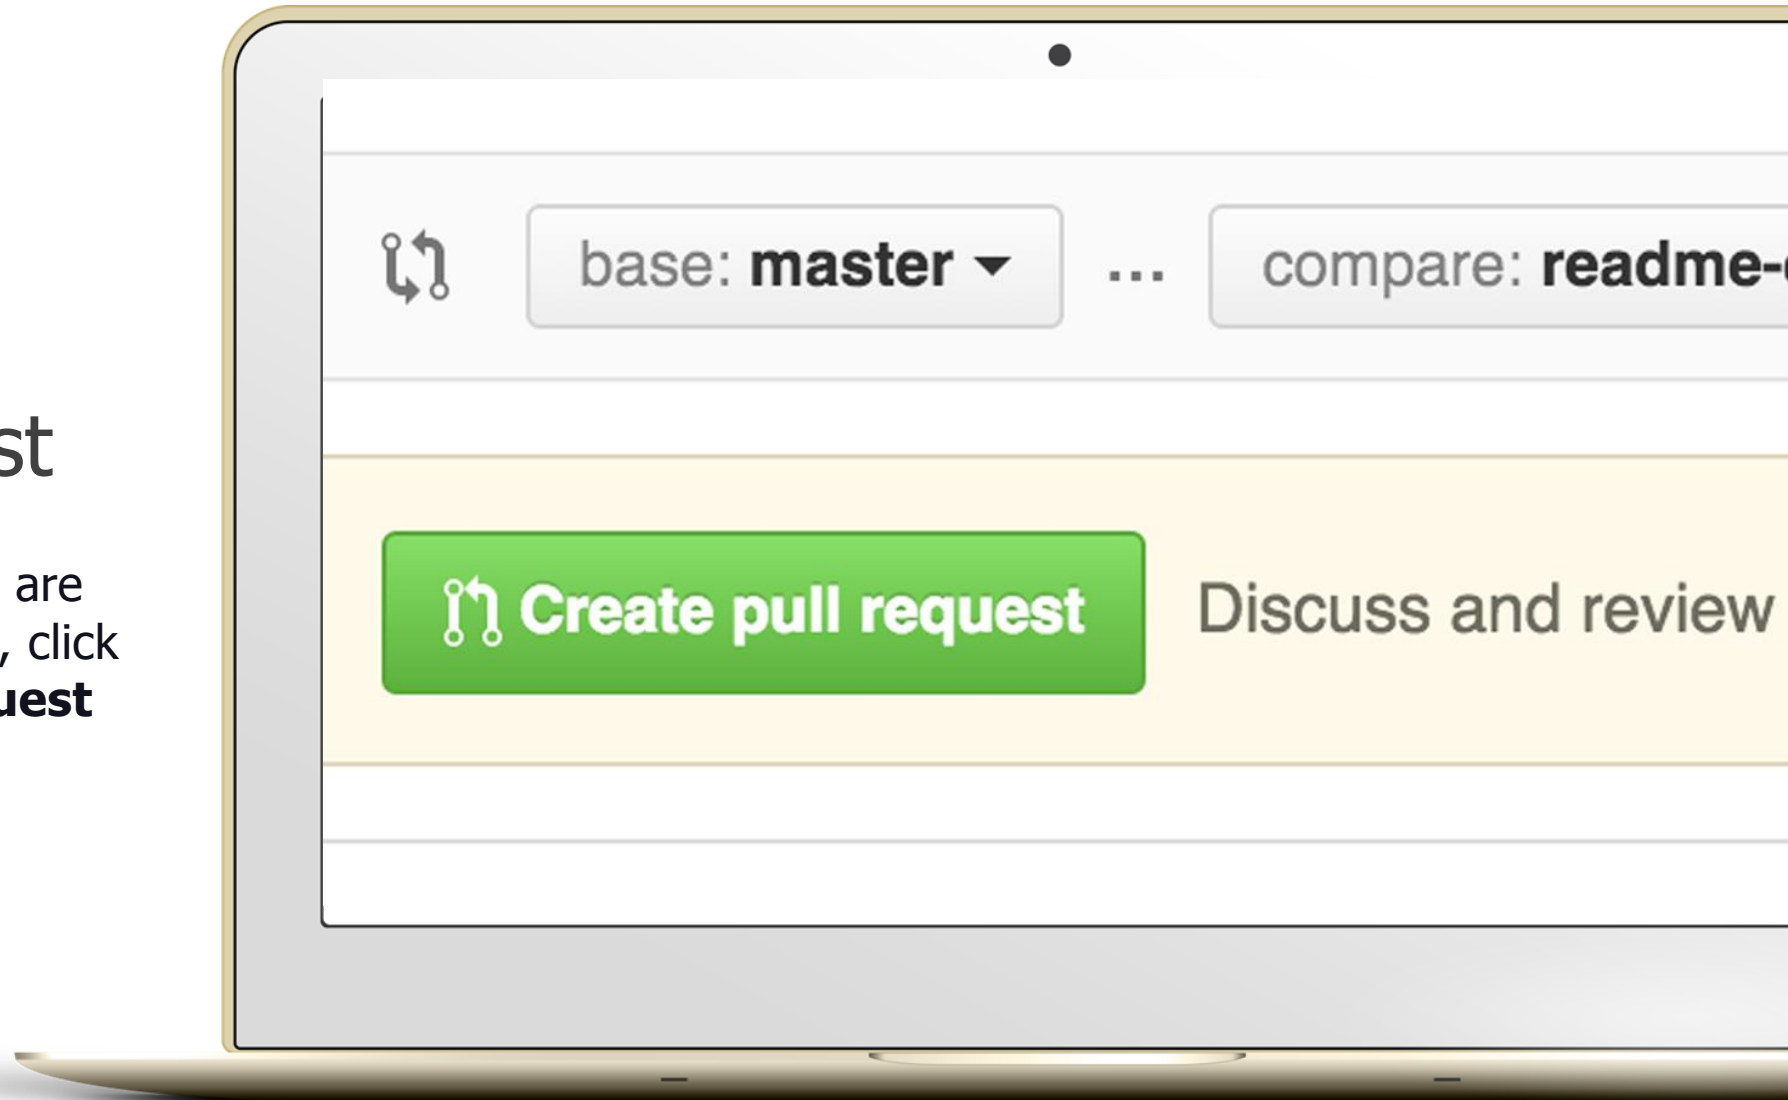 base: master ... compare: readme-
st
are
, click
uest
Create pull request Discuss and review